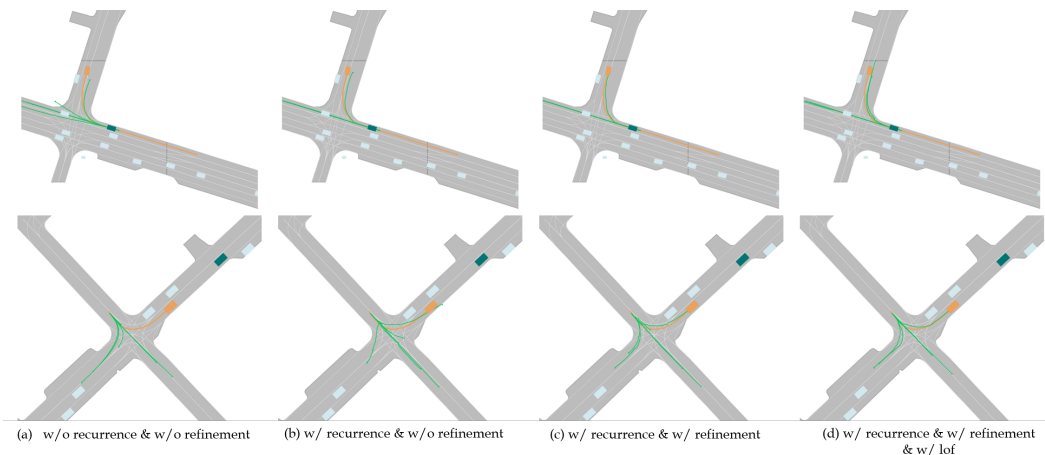 (a) w/o recurrence & w/o refinement
(b) w/ recurrence & w/o refinement
(c) w/ recurrence & w/ refinement
(d) w/ recurrence & w/ refinement
& w/ lof